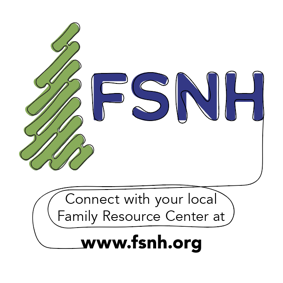 FSNH
Connect with your local
Family Resource Center at
www.fsnh.org